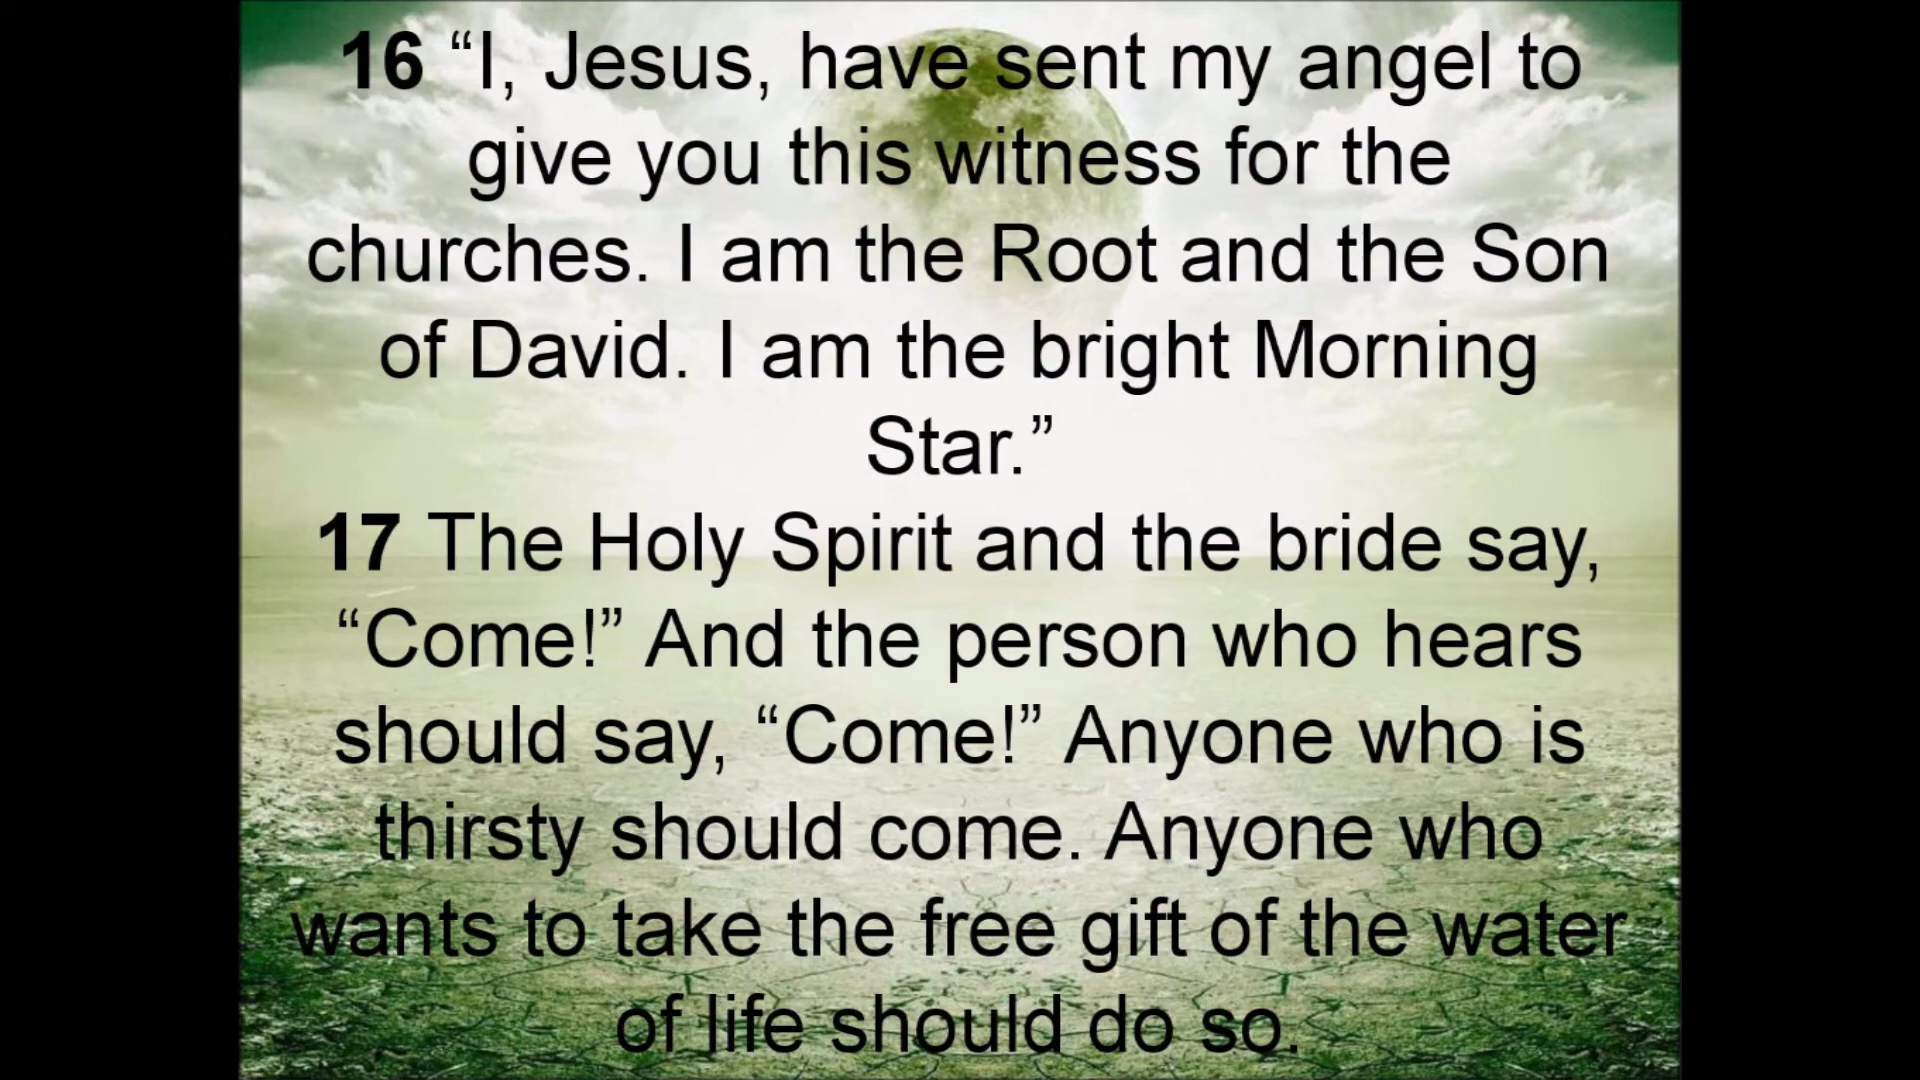 16 “I, Jesus, have sent my angel to
give you this witness for the
churches. I am the Root and the Son
of David. I am the bright Morning
Star.”
17 The Holy Spirit and the bride say,
“Come!” And the person who hears
should say, “Come!” Anyone who is
thirsty should come. Anyone who
wants to take the free gift of the water
of life should do so.